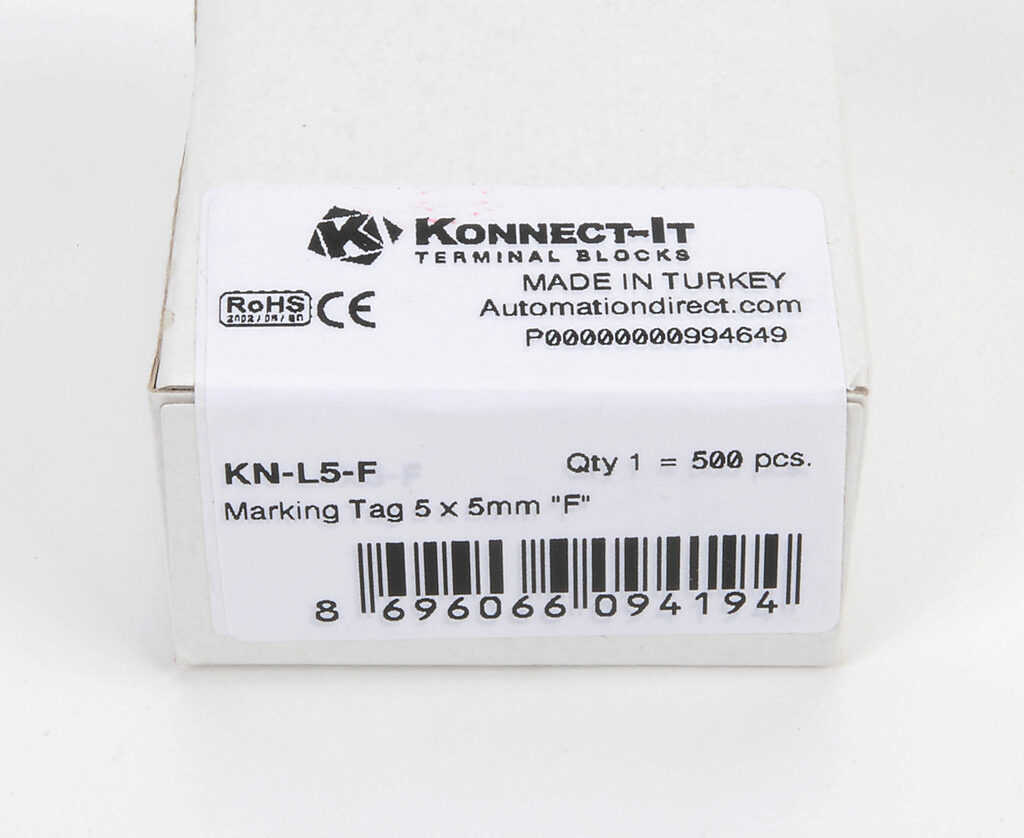 KONNECT-IT
TERMINAL BLOCKS
MADE IN TURKEY
RoHS CE
Automationdirect.com
P00000000994649
KN-L5-F
Qty 1 = 500 pcs.
Marking Tag 5 x 5mm "F"
8 696066 094194